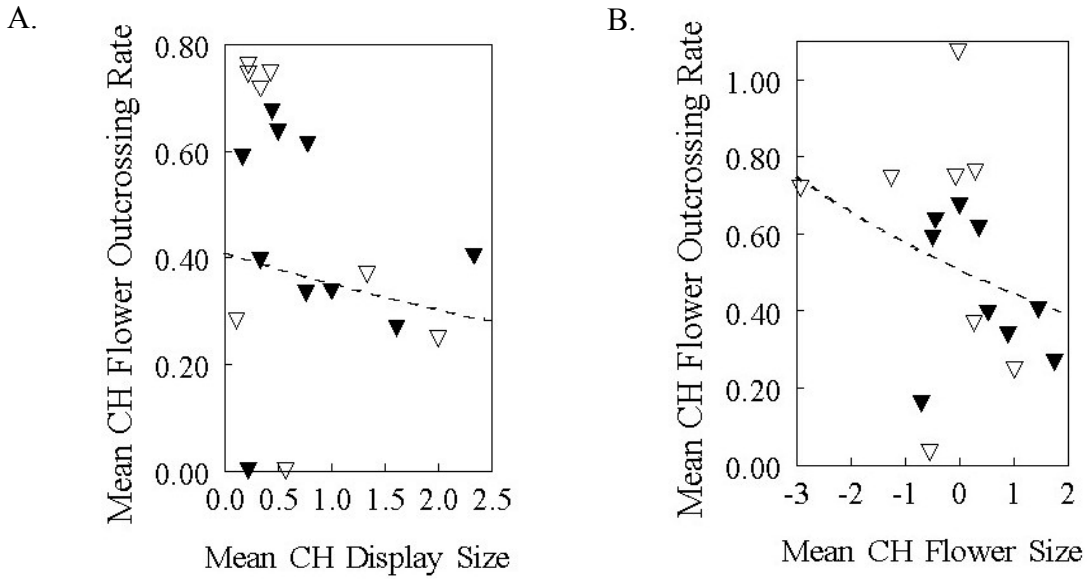 A.
Mean CH Flower Outcrossing Rate
0.80
0.60
0.40
0.20
0.00
0.0 0.5 1.0 1.5 2.0 2.5
Mean CH Display Size
B.
Mean CH Flower Outcrossing Rate
1.00
0.80
0.60
0.40
0.20
0.00
-3 -2 -1 0 1 2
Mean CH Flower Size